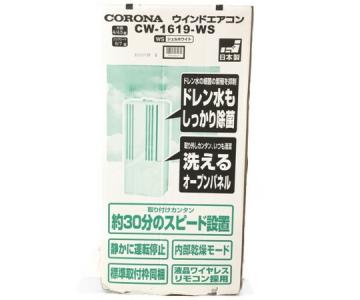 CORONA ウインドエアコン
CW-1619-WS
WS シェルホワイト
日本製
ドレン水の細菌の繁殖を抑制
ドレン水も
しっかり除菌
取り外しカンタン、いつも清潔
洗える
オープンパネル
取り付けカンタン
約30分のスピード設置
静かに運転停止
内部乾燥モード
標準取付枠同梱
液晶ワイヤレス
リモコン採用